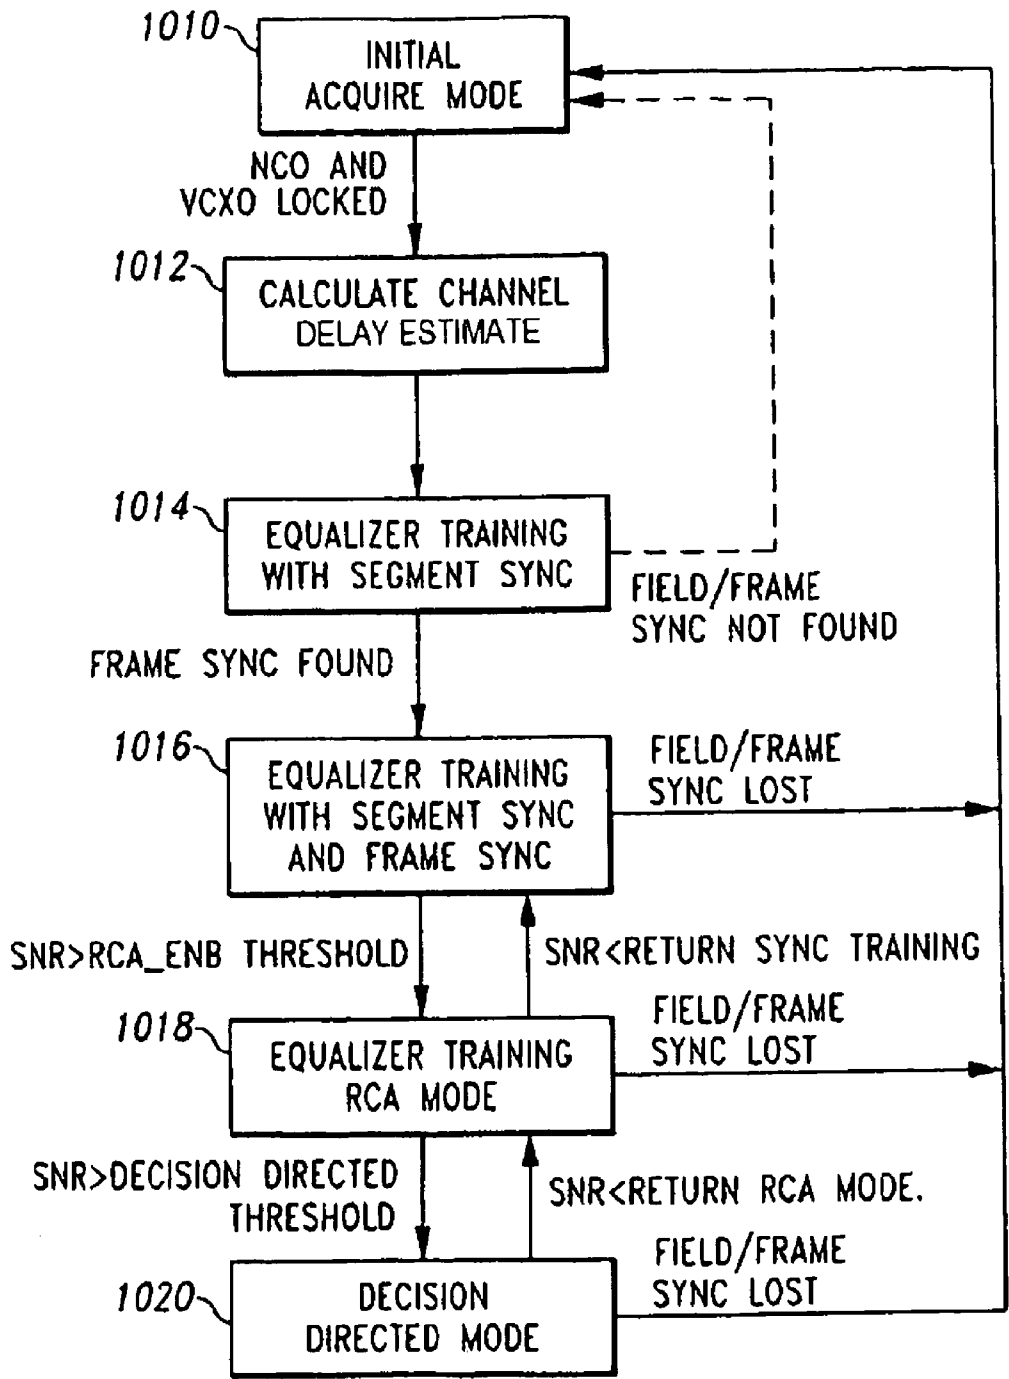 1010
INITIAL
ACQUIRE MODE
NCO AND
VCXO LOCKED
1012
CALCULATE CHANNEL
DELAY ESTIMATE
1014
EQUALIZER TRAINING
WITH SEGMENT SYNC
FIELD/FRAME
SYNC NOT FOUND
FRAME SYNC FOUND
1016
EQUALIZER TRAINING
WITH SEGMENT SYNC
AND FRAME SYNC
FIELD/FRAME
SYNC LOST
SNR>RCA_ENB THRESHOLD
SNR<RETURN SYNC TRAINING
1018
EQUALIZER TRAINING
RCA MODE
FIELD/FRAME
SYNC LOST
SNR>DECISION DIRECTED
THRESHOLD
SNR<RETURN RCA MODE.
1020
DECISION
DIRECTED MODE
FIELD/FRAME
SYNC LOST